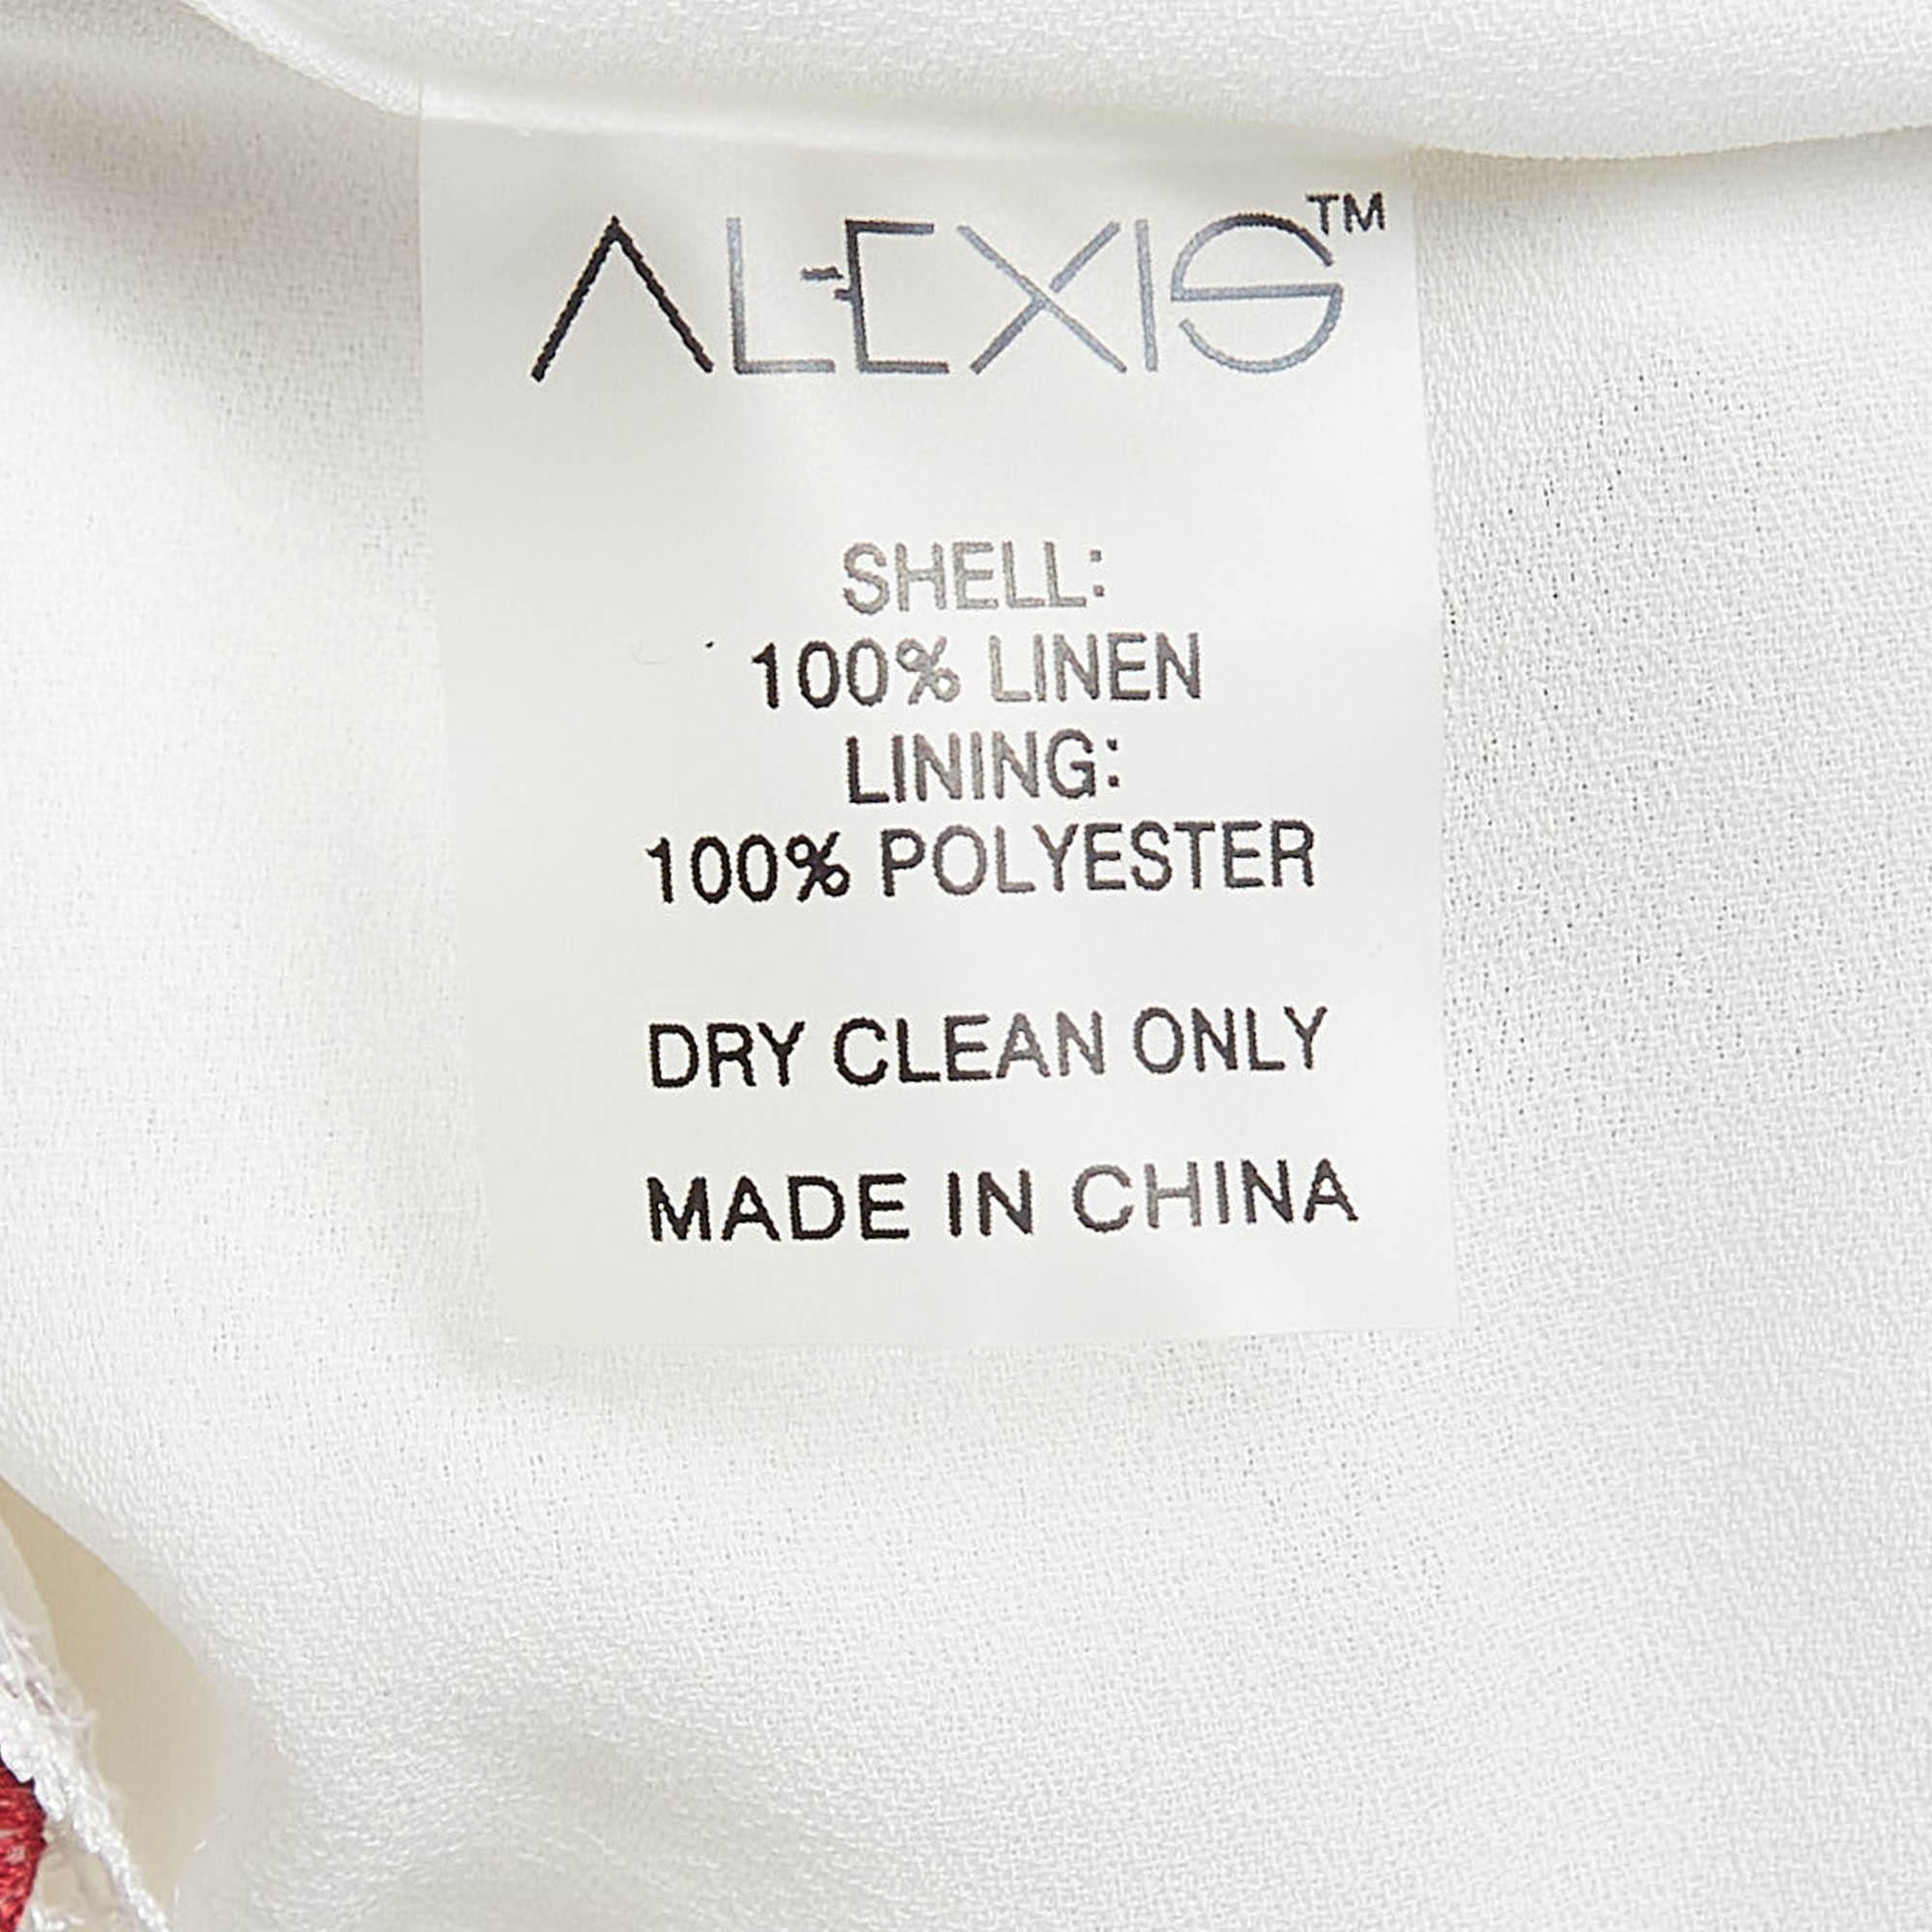 ALEXIS™
SHELL:
100% LINEN
LINING:
100% POLYESTER
DRY CLEAN ONLY
MADE IN CHINA